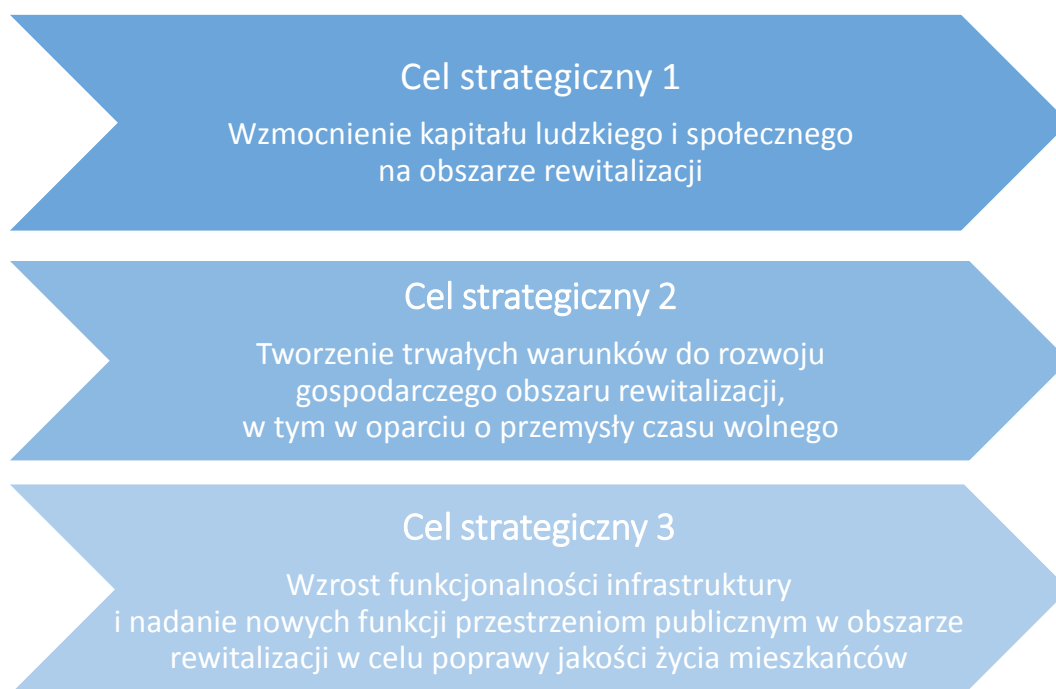 Cel strategiczny 1
Wzmocnienie kapitału ludzkiego i społecznego
na obszarze rewitalizacji
Cel strategiczny 2
Tworzenie trwałych warunków do rozwoju
gospodarczego obszaru rewitalizacji,
w tym w oparciu o przemysły czasu wolnego
Cel strategiczny 3
Wzrost funkcjonalności infrastruktury
i nadanie nowych funkcji przestrzeniom publicznym w obszarze
rewitalizacji w celu poprawy jakości życia mieszkańców